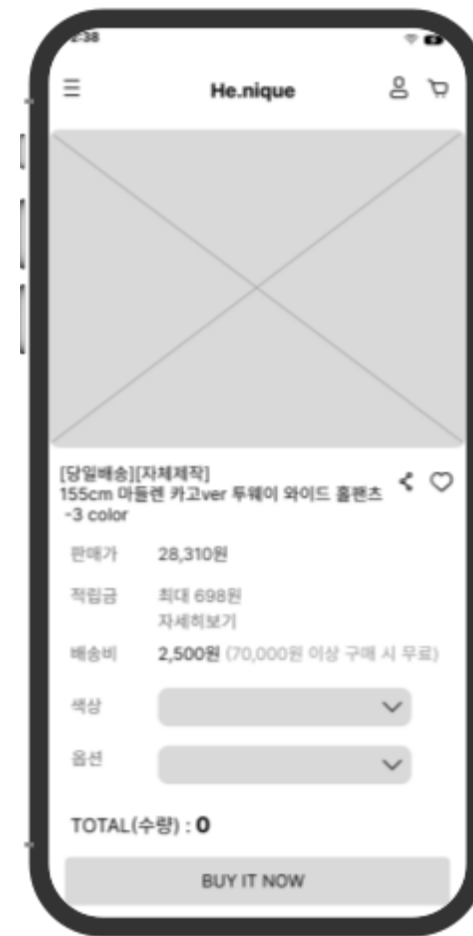 He.nique
[당일배송][자체제작]
155cm 마들렌 카고ver 투웨이 와이드 홀팬츠
-3 color
판매가 28,310원
적립금 최대 698원
자세히보기
배송비 2,500원 (70,000원 이상 구매 시 무료)
색상
옵션
TOTAL(수량) : 0
BUY IT NOW